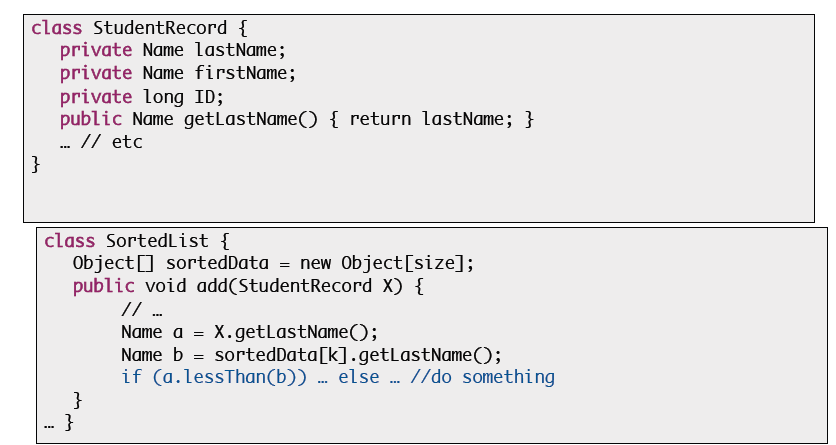 class StudentRecord {
private Name lastName;
private Name firstName;
private long ID;
public Name getLastName() { return lastName; }
… // etc
}
class SortedList {
Object[] sortedData = new Object[size];
public void add(StudentRecord X) {
// …
Name a = X.getLastName();
Name b = sortedData[k].getLastName();
if (a.lessThan(b)) … else … //do something
}
… }